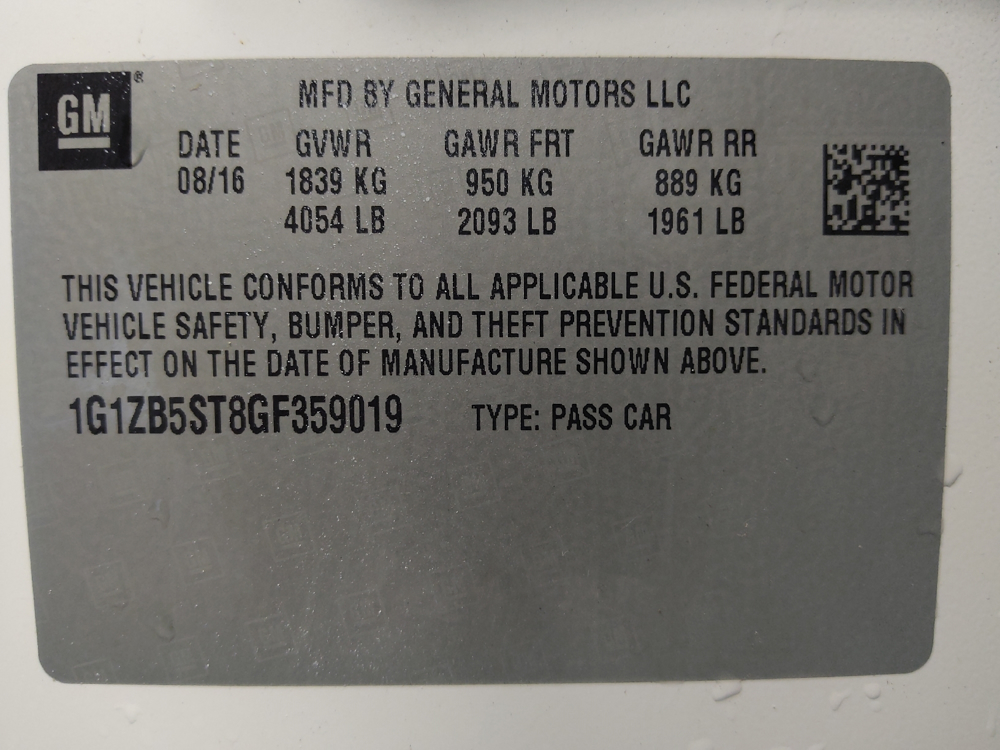 GM®
MFD BY GENERAL MOTORS LLC
DATE GVWR GAWR FRT GAWR RR
08/16 1839 KG 950 KG 889 KG
4054 LB 2093 LB 1961 LB
THIS VEHICLE CONFORMS TO ALL APPLICABLE U.S. FEDERAL MOTOR
VEHICLE SAFETY, BUMPER, AND THEFT PREVENTION STANDARDS IN
EFFECT ON THE DATE OF MANUFACTURE SHOWN ABOVE.
1G1ZB5ST8GF359019 TYPE: PASS CAR